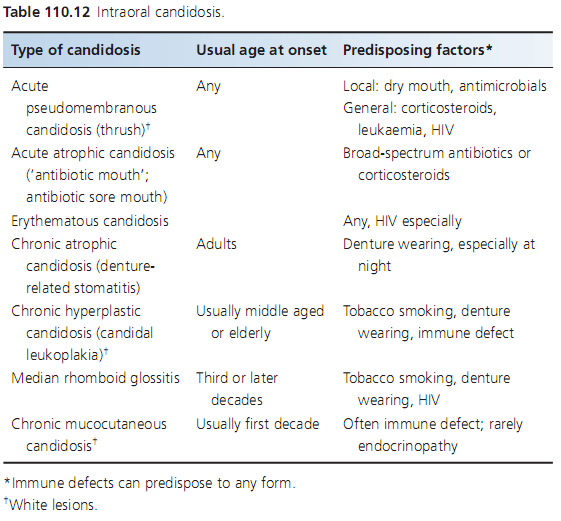 Table 110.12 Intraoral candidosis.
Type of candidosis Usual age at onset Predisposing factors*
Acute Any Local: dry mouth, antimicrobials
pseudomembranous General: corticosteroids,
candidosis (thrush)† leukaemia, HIV
Acute atrophic candidosis Any Broad-spectrum antibiotics or
(‘antibiotic mouth’; corticosteroids
antibiotic sore mouth)
Erythematous candidosis Any, HIV especially
Chronic atrophic Adults Denture wearing, especially at
candidosis (denture- night
related stomatitis)
Chronic hyperplastic Usually middle aged Tobacco smoking, denture
candidosis (candidal or elderly wearing, immune defect
leukoplakia)†
Median rhomboid glossitis Third or later Tobacco smoking, denture
decades wearing, HIV
Chronic mucocutaneous Usually first decade Often immune defect; rarely
candidosis† endocrinopathy
*Immune defects can predispose to any form.
†White lesions.